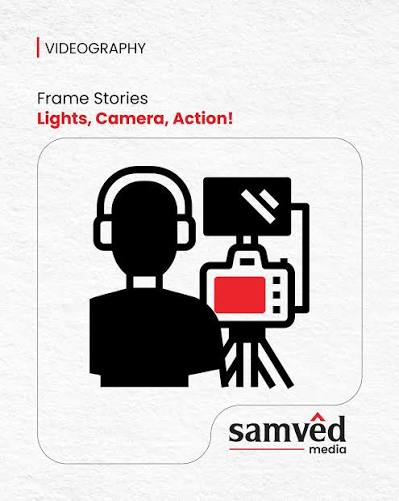 VIDEOGRAPHY
Frame Stories
Lights, Camera, Action!
samvêd
media